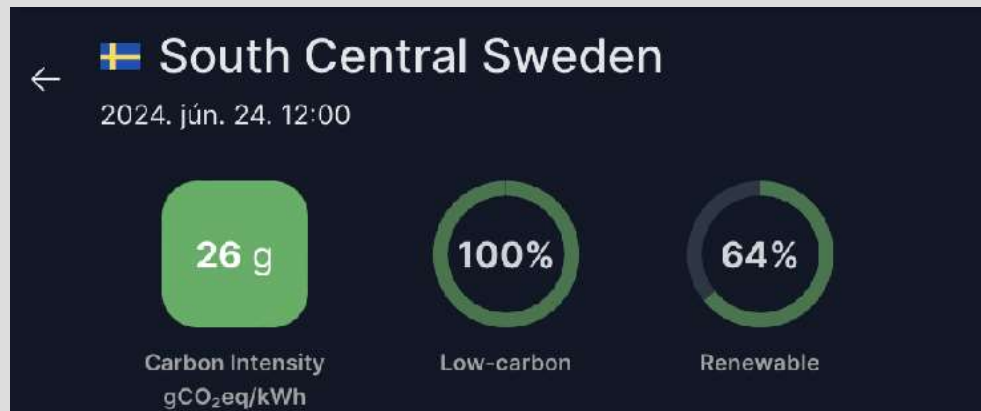 South Central Sweden
2024. jún. 24. 12:00
26 g
100%
64%
Carbon Intensity
gCO₂eq/kWh
Low-carbon
Renewable